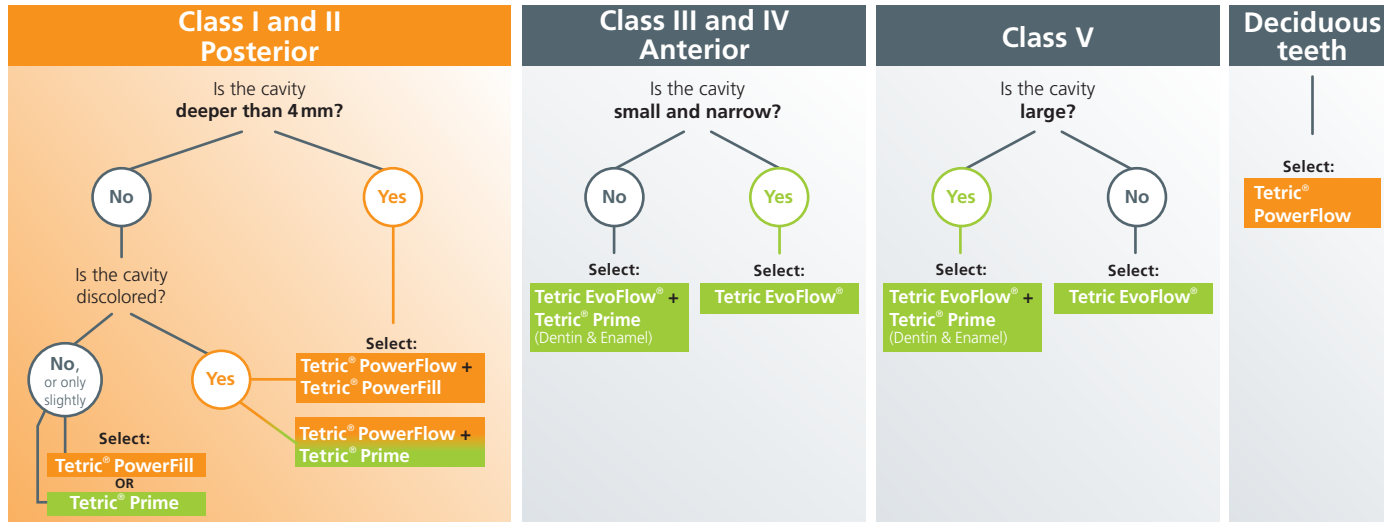 Class I and II
Posterior
Is the cavity
deeper than 4 mm?
No
Yes
Is the cavity
discolored?
No,
or only
slightly
Yes
Select:
Tetric® PowerFlow +
Tetric® PowerFill
Tetric® PowerFlow +
Tetric® Prime
Select:
Tetric® PowerFill
OR
Tetric® Prime
Class III and IV
Anterior
Is the cavity
small and narrow?
No
Yes
Select:
Tetric EvoFlow® +
Tetric® Prime
(Dentin & Enamel)
Select:
Tetric EvoFlow®
Class V
Is the cavity
large?
Yes
No
Select:
Tetric EvoFlow® +
Tetric® Prime
(Dentin & Enamel)
Select:
Tetric EvoFlow®
Deciduous
teeth
Select:
Tetric®
PowerFlow